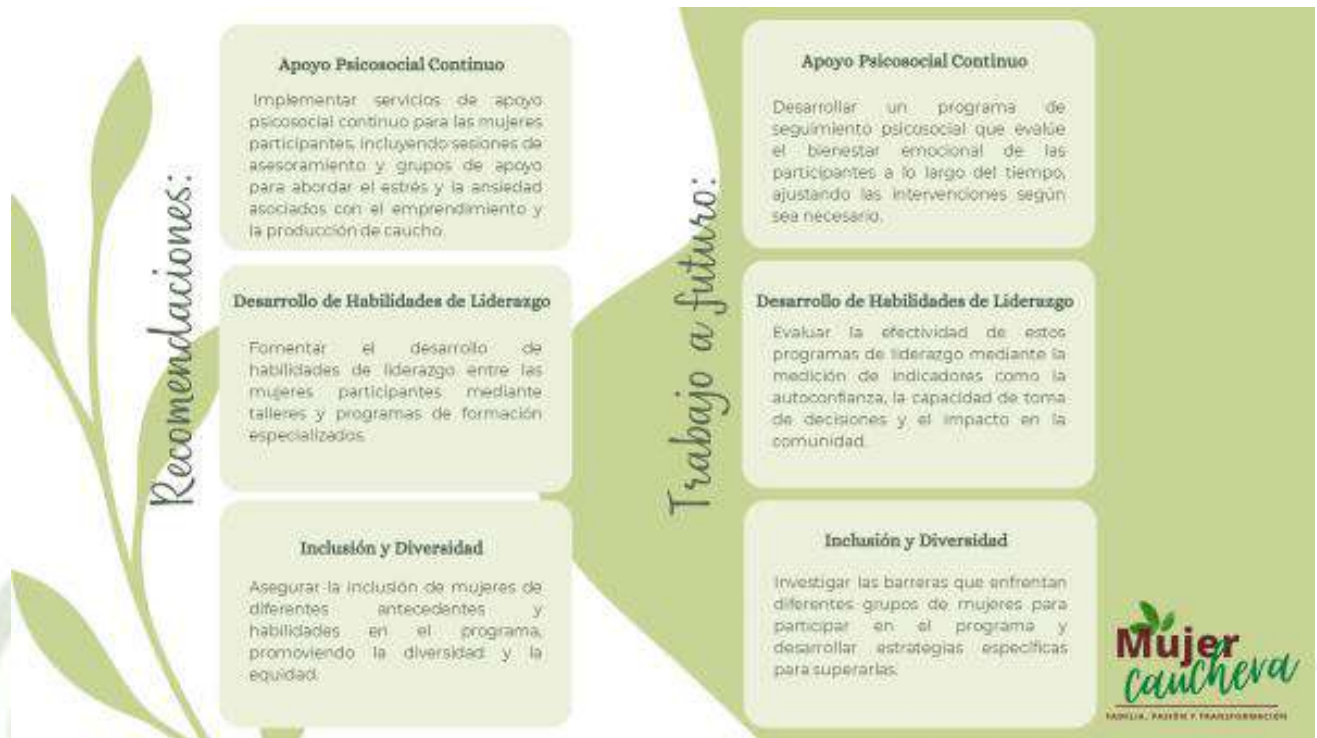 Recomendaciones:
Apoyo Psicosocial Continuo
Implementar servicios de apoyo
psicosocial continuo para las mujeres
participantes, incluyendo sesiones de
asesoramiento y grupos de apoyo
para abordar el estrés y la ansiedad
asociados con el emprendimiento y
la producción de caucho.
Desarrollo de Habilidades de Liderazgo
Fomentar el desarrollo de
habilidades de liderazgo entre las
mujeres participantes mediante
talleres y programas de formación
especializados.
Inclusión y Diversidad
Asegurar la inclusión de mujeres de
diferentes antecedentes y
habilidades en el programa,
promoviendo la diversidad y la
equidad.
Trabajo a futuro:
Apoyo Psicosocial Continuo
Desarrollar un programa de
seguimiento psicosocial que evalúe
el bienestar emocional de las
participantes a lo largo del tiempo,
ajustando las intervenciones según
sea necesario.
Desarrollo de Habilidades de Liderazgo
Evaluar la efectividad de estos
programas de liderazgo mediante la
medición de indicadores como la
autoconfianza, la capacidad de toma
de decisiones y el impacto en la
comunidad.
Inclusión y Diversidad
Investigar las barreras que enfrentan
diferentes grupos de mujeres para
participar en el programa y
desarrollar estrategias específicas
para superarlas.
Mujer
Cauchera
FAMILIA, PASIÓN Y TRANSFORMACIÓN